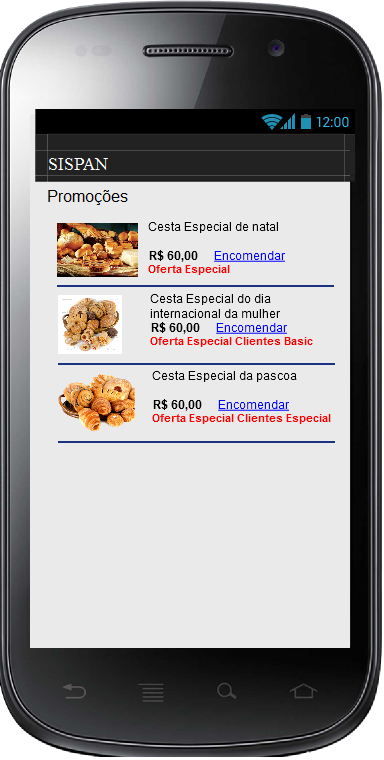 12:00
SISPAN
Promoções
Cesta Especial de natal
R$ 60,00 Encomendar
Oferta Especial
Cesta Especial do dia
internacional da mulher
R$ 60,00 Encomendar
Oferta Especial Clientes Basic
Cesta Especial da pascoa
R$ 60,00 Encomendar
Oferta Especial Clientes Especial